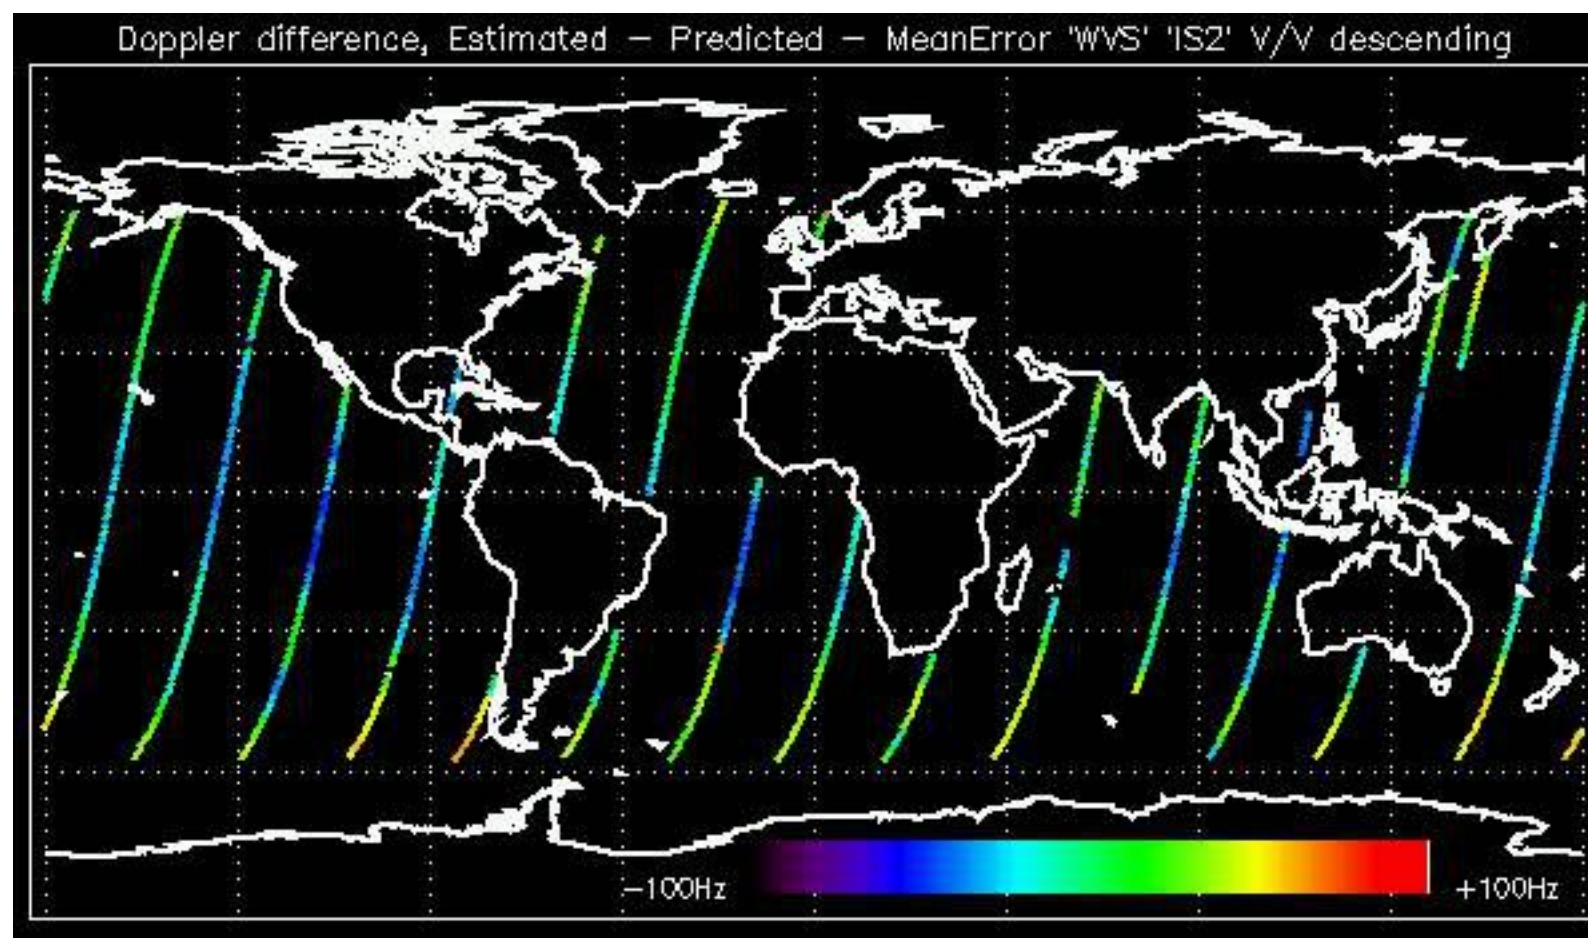 Doppler difference, Estimated – Predicted – MeanError 'WVS' 'IS2' V/V descending
–100Hz
+100Hz